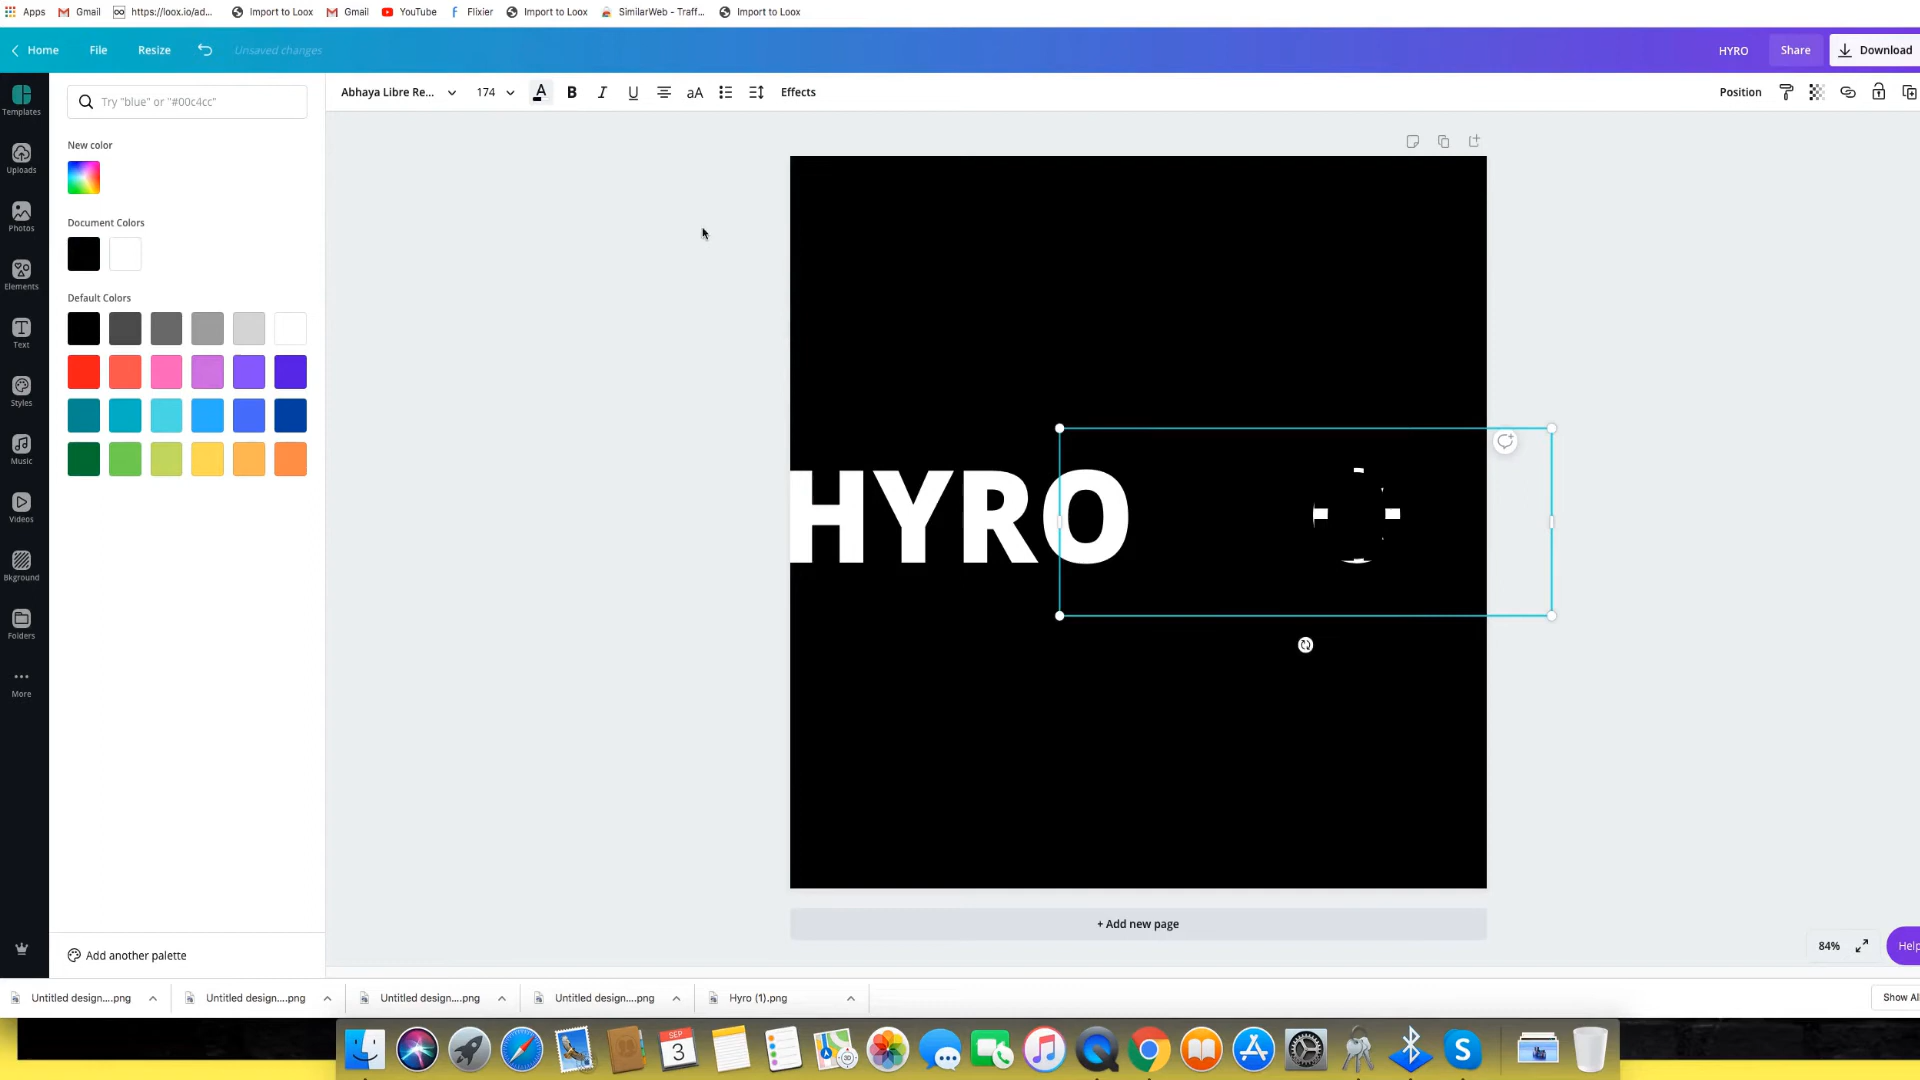 Apps
Gmail
https://loox.io/ad...
Import to Loox
Gmail
YouTube
Flixier
Import to Loox
SimilarWeb - Traff...
Import to Loox
Home
File
Resize
Unsaved changes
HYRO
Share
Download
Templates
Uploads
Photos
Elements
Text
Styles
Music
Videos
Bkground
Folders
More
Try "blue" or "#00c4cc"
New color
Document Colors
Default Colors
Add another palette
Abhaya Libre Re...
174
A
B
I
U
aA
Effects
Position
HYRO
+ Add new page
84%
Help
Untitled design....png
Untitled design....png
Untitled design....png
Untitled design....png
Hyro (1).png
Show All
SEP
3